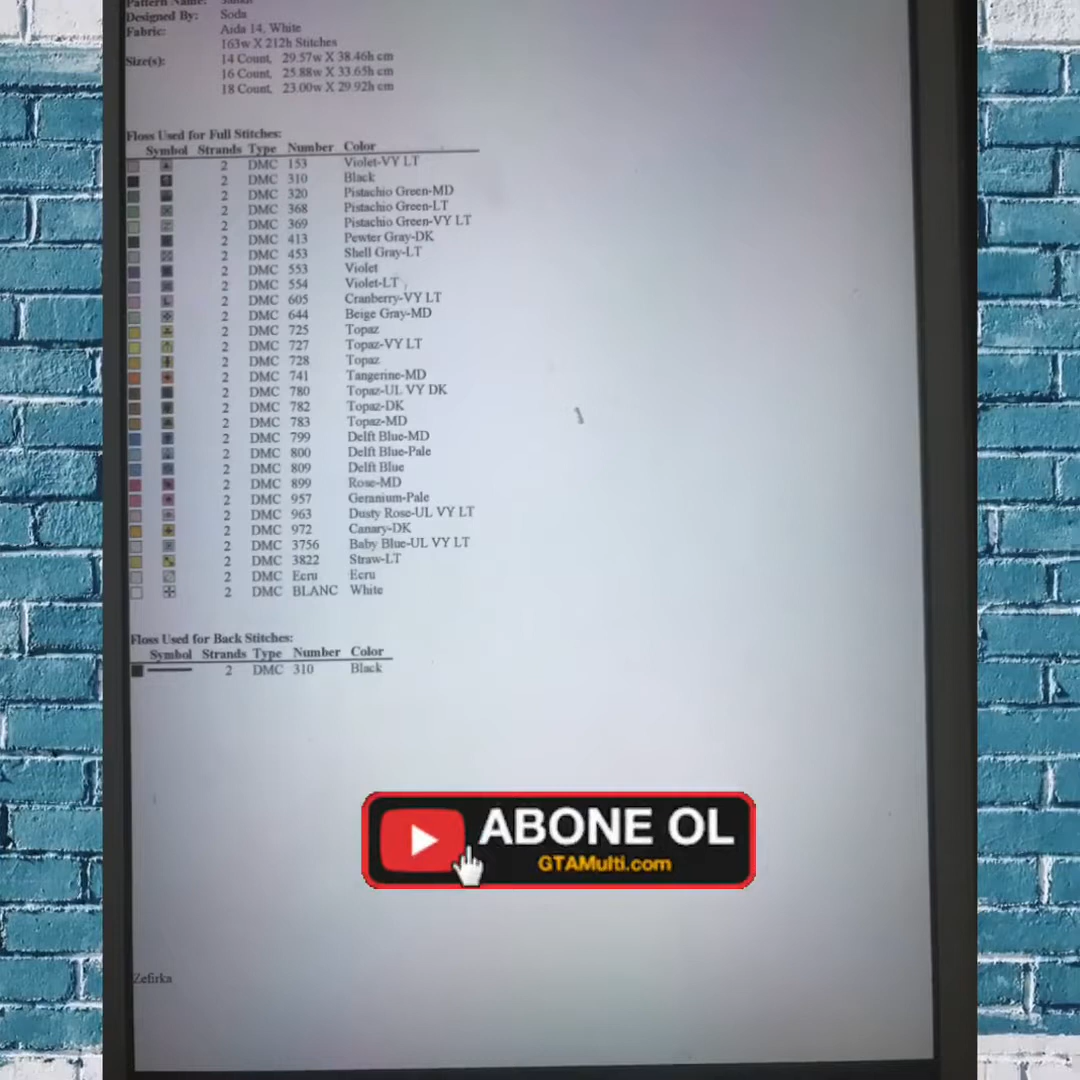 Pattern Name:
Designed By: Soda
Fabric: Aida 14, White
163w X 212h Stitches
Size(s): 14 Count, 29.57w X 38.46h cm
16 Count, 25.88w X 33.65h cm
18 Count, 23.00w X 29.92h cm
Floss Used for Full Stitches:
Symbol Strands Type Number Color
2 DMC 153 Violet-VY LT
2 DMC 310 Black
2 DMC 320 Pistachio Green-MD
2 DMC 368 Pistachio Green-LT
2 DMC 369 Pistachio Green-VY LT
2 DMC 413 Pewter Gray-DK
2 DMC 453 Shell Gray-LT
2 DMC 553 Violet
2 DMC 554 Violet-LT
2 DMC 605 Cranberry-VY LT
2 DMC 644 Beige Gray-MD
2 DMC 725 Topaz
2 DMC 727 Topaz-VY LT
2 DMC 728 Topaz
2 DMC 741 Tangerine-MD
2 DMC 780 Topaz-UL VY DK
2 DMC 782 Topaz-DK
2 DMC 783 Topaz-MD
2 DMC 799 Delft Blue-MD
2 DMC 800 Delft Blue-Pale
2 DMC 809 Delft Blue
2 DMC 899 Rose-MD
2 DMC 957 Geranium-Pale
2 DMC 963 Dusty Rose-UL VY LT
2 DMC 972 Canary-DK
2 DMC 3756 Baby Blue-UL VY LT
2 DMC 3822 Straw-LT
2 DMC Ecru Ecru
2 DMC BLANC White
Floss Used for Back Stitches:
Symbol Strands Type Number Color
2 DMC 310 Black
ABONE OL
GTAMulti.com
Zefirka